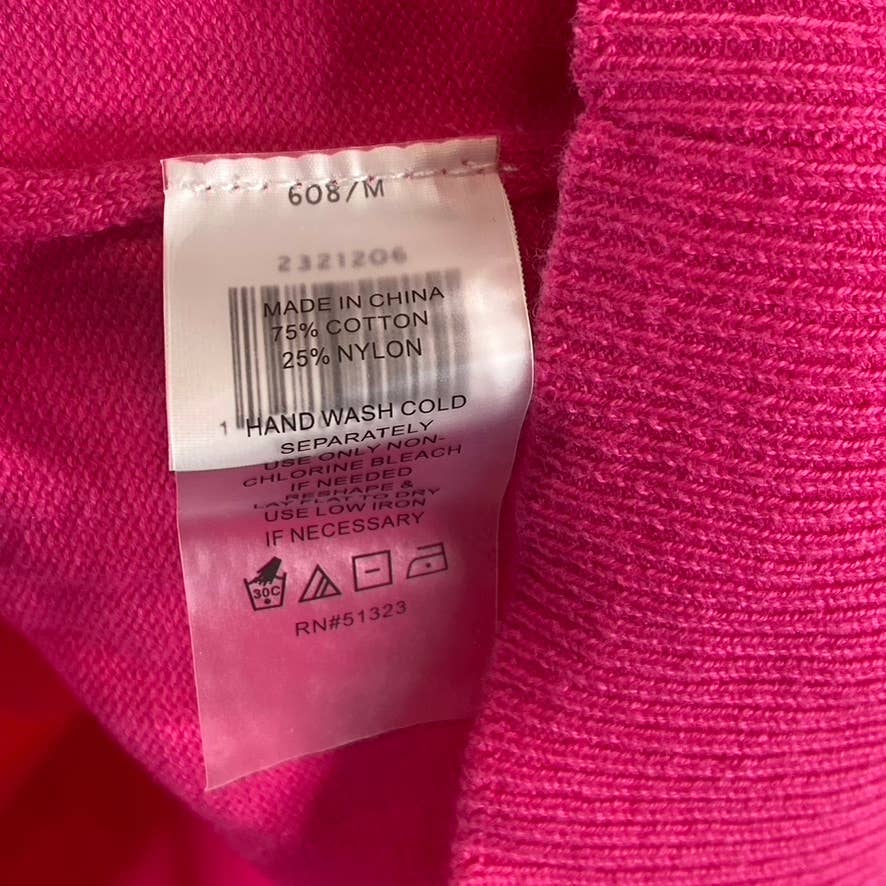 608/M
2321206
MADE IN CHINA
75% COTTON
25% NYLON
1
HAND WASH COLD
SEPARATELY
USE ONLY NON-
CHLORINE BLEACH
IF NEEDED
RESHAPE &
LAY FLAT TO DRY
USE LOW IRON
IF NECESSARY
30C
RN#51323